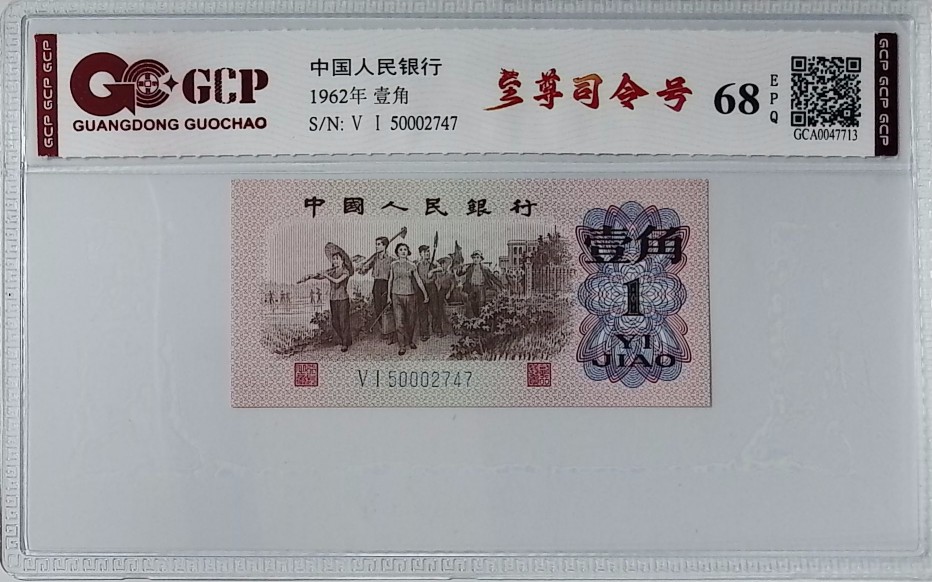 GCP GCP GCP
GCP
GUANGDONG GUOCHAO
中国人民银行
1962年 壹角
S/N: V I 50002747
至尊司令号
68
EPQ
GCA0047713
GCP GCP GCP
中國人民銀行
壹角
1
YI
JIAO
V I 50002747